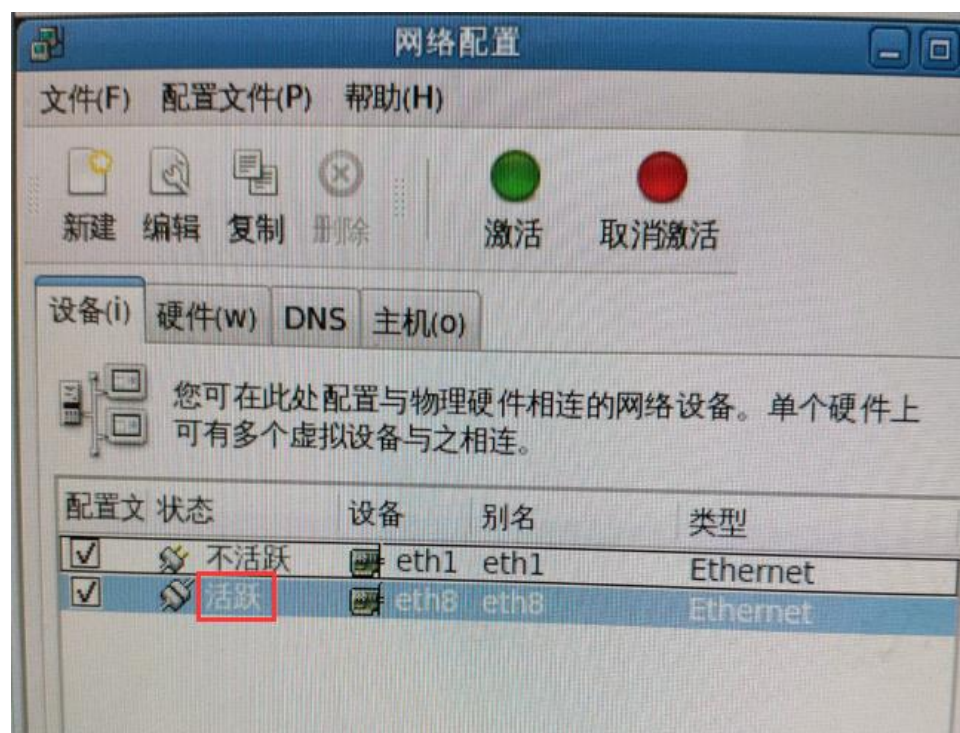 网络配置
文件(F) 配置文件(P) 帮助(H)
新建 编辑 复制 删除 激活 取消激活
设备(i) 硬件(w) DNS 主机(o)
您可在此处配置与物理硬件相连的网络设备。单个硬件上
可有多个虚拟设备与之相连。
配置文 状态 设备 别名 类型
不活跃 eth1 eth1 Ethernet
活跃 eth8 eth8 Ethernet